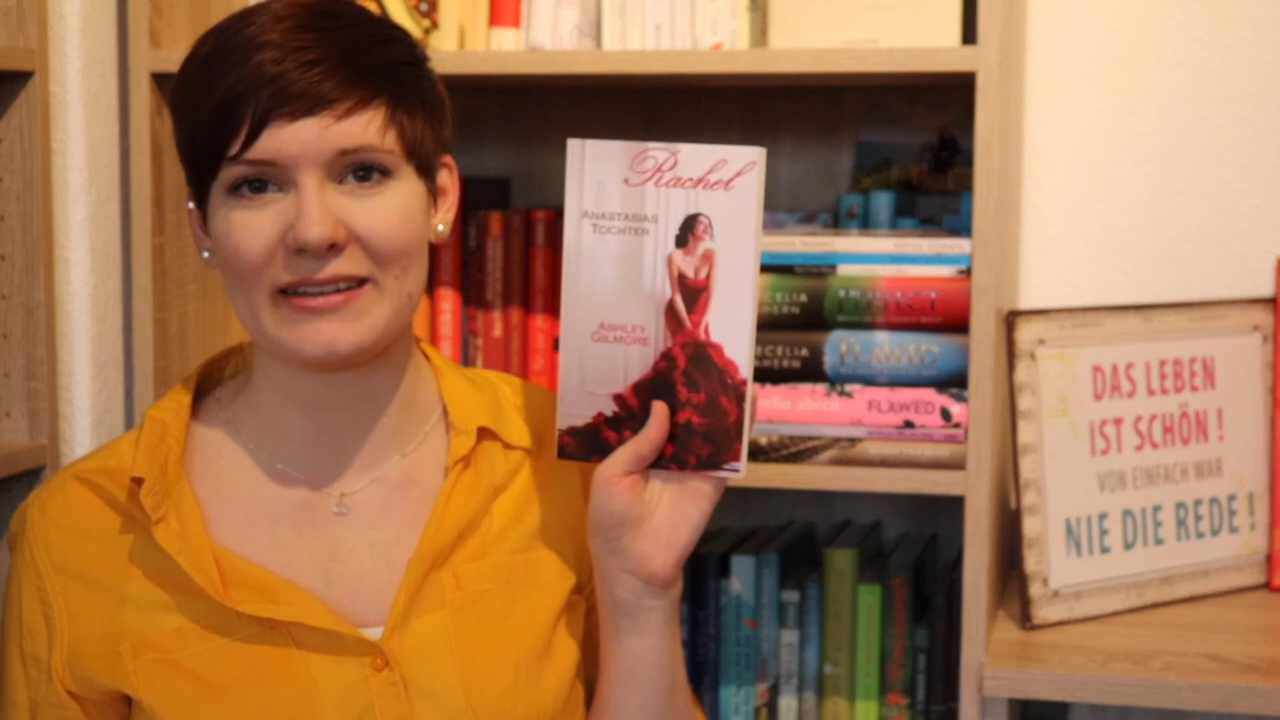 Rachel
ANASTASIAS
TOCHTER
ASHLEY
GILMORE
CECELIA
AHERN
PERFECT
CECELIA
AHERN
FLAWED
FLAWED
DAS LEBEN
IST SCHÖN !
VON EINFACH WAR
NIE DIE REDE !